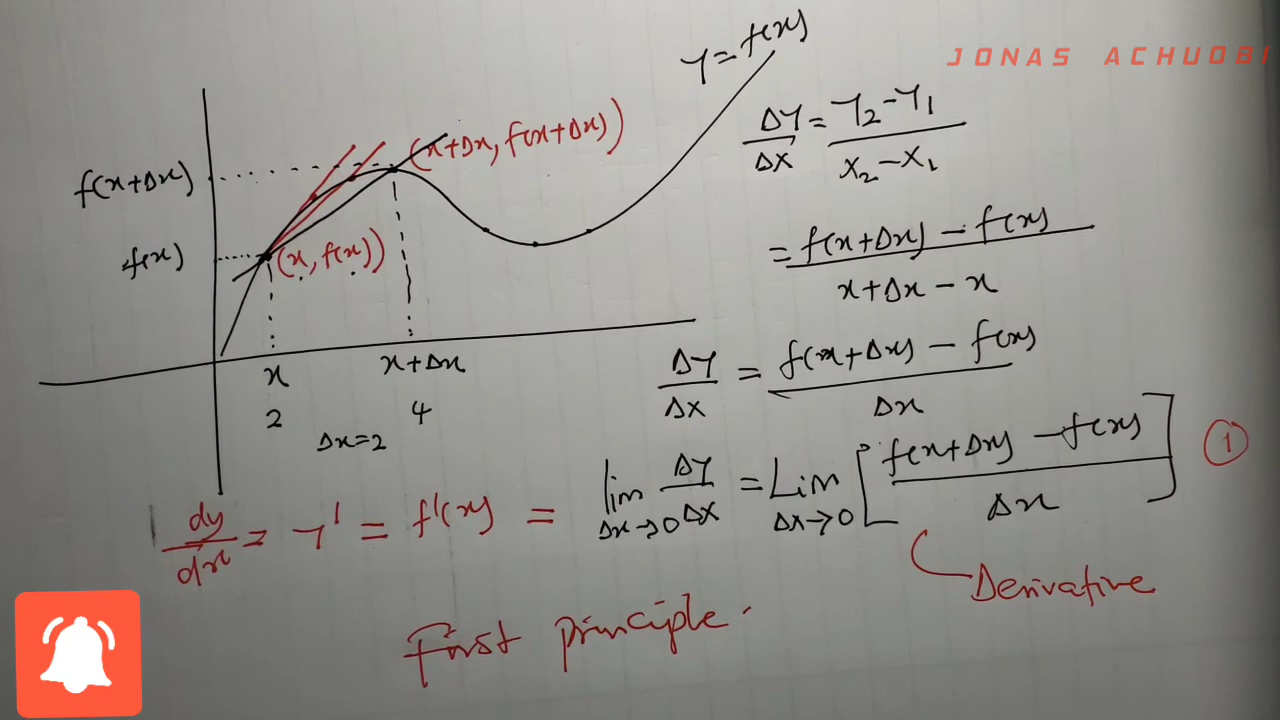 JONAS ACHUOBI
y = f(x)
Δy/Δx = (y₂ - y₁)/(x₂ - x₁)
(x+Δx, f(x+Δx))
f(x+Δx)
f(x)
(x, f(x))
= (f(x+Δx) - f(x))/(x+Δx - x)
x
x+Δx
2
4
Δx=2
Δy/Δx = (f(x+Δx) - f(x))/Δx
dy/dx = y' = f'(x) = lim Δx→0 Δy/Δx = Lim Δx→0 [(f(x+Δx) - f(x))/Δx] ①
Derivative
First principle.